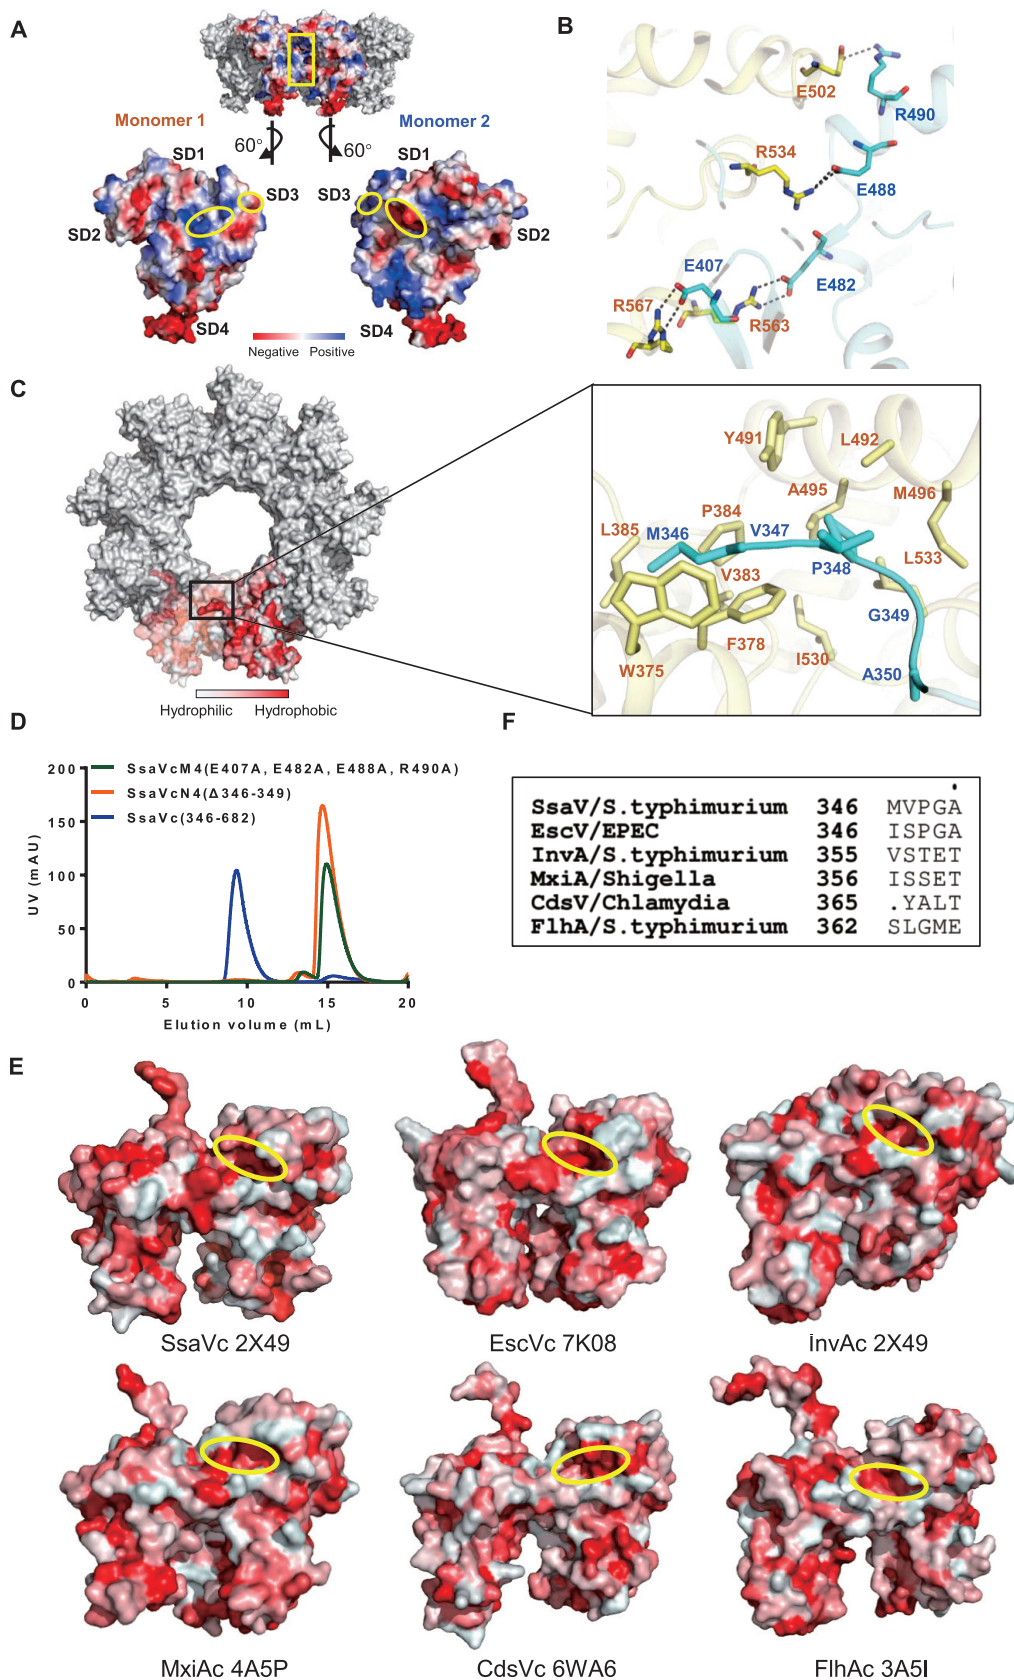 A
Monomer 1
Monomer 2
60°
60°
SD1
SD1
SD3
SD3
SD2
SD2
SD4
SD4
Negative Positive
B
E502
R490
R534
E488
E407
E482
R567
R563
C
Hydrophilic Hydrophobic
Y491
L492
A495
M496
P384
L385
M346
V347
L533
P348
V383
G349
F378
I530
W375
A350
D
SsaVcM4(E407A, E482A, E488A, R490A)
SsaVcN4(Δ346-349)
SsaVc(346-682)
UV (mAU)
200
150
100
50
0
0 5 10 15 20
Elution volume (mL)
F
SsaV/S.typhimurium 346 MVPGA
EscV/EPEC 346 ISPGA
InvA/S.typhimurium 355 VSTET
MxiA/Shigella 356 ISSET
CdsV/Chlamydia 365 .YALT
FlhA/S.typhimurium 362 SLGME
E
SsaVc 2X49
EscVc 7K08
InvAc 2X49
MxiAc 4A5P
CdsVc 6WA6
FlhAc 3A5I